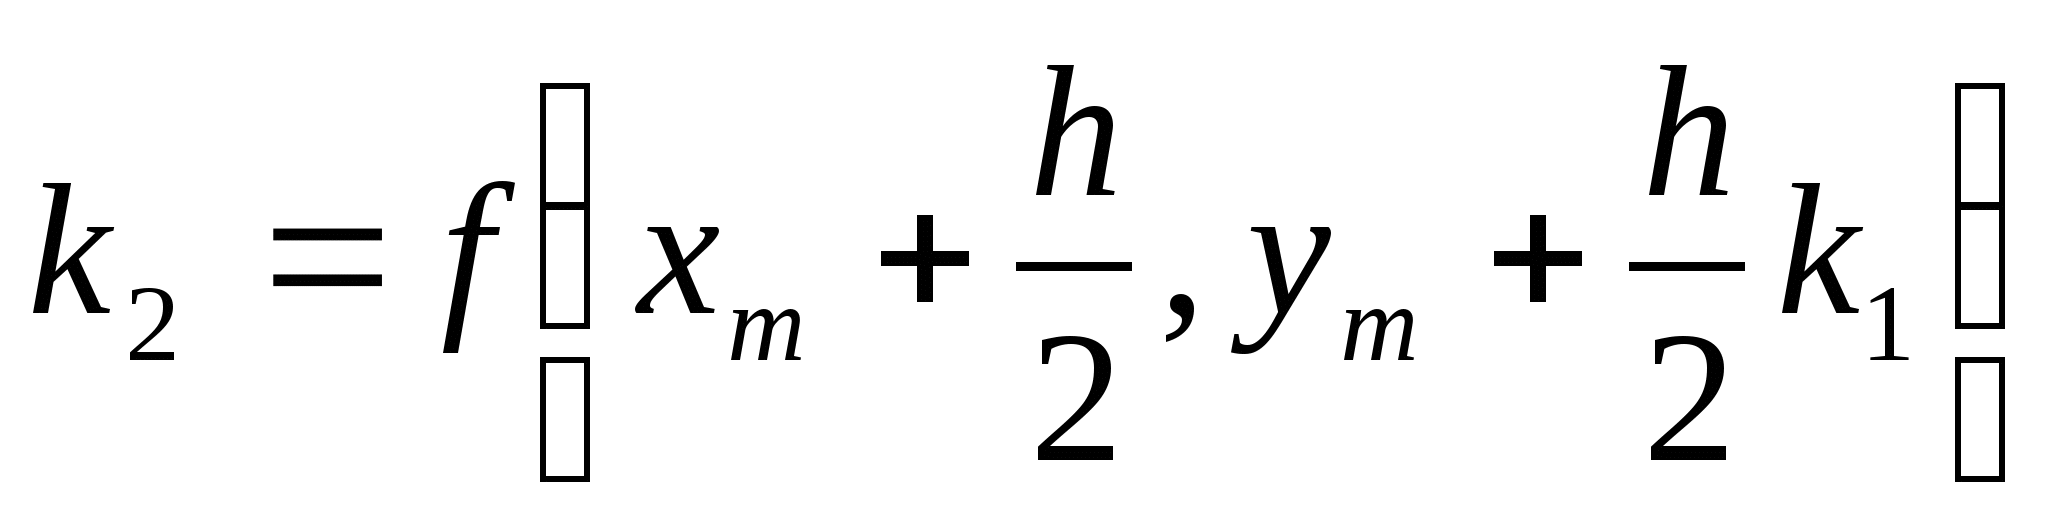 k₂ = f( xₘ + h/2 , yₘ + h/2 k₁ )